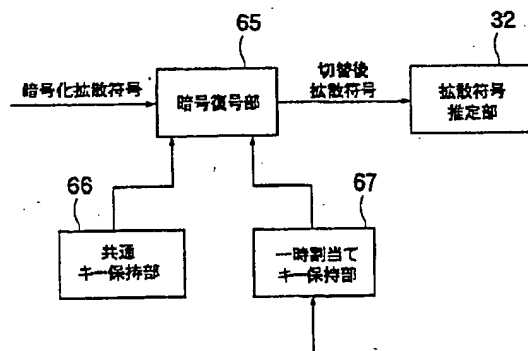 65
32
暗号化拡散符号
暗号復号部
切替後
拡散符号
拡散符号
推定部
66
67
共通
キー保持部
一時割当て
キー保持部